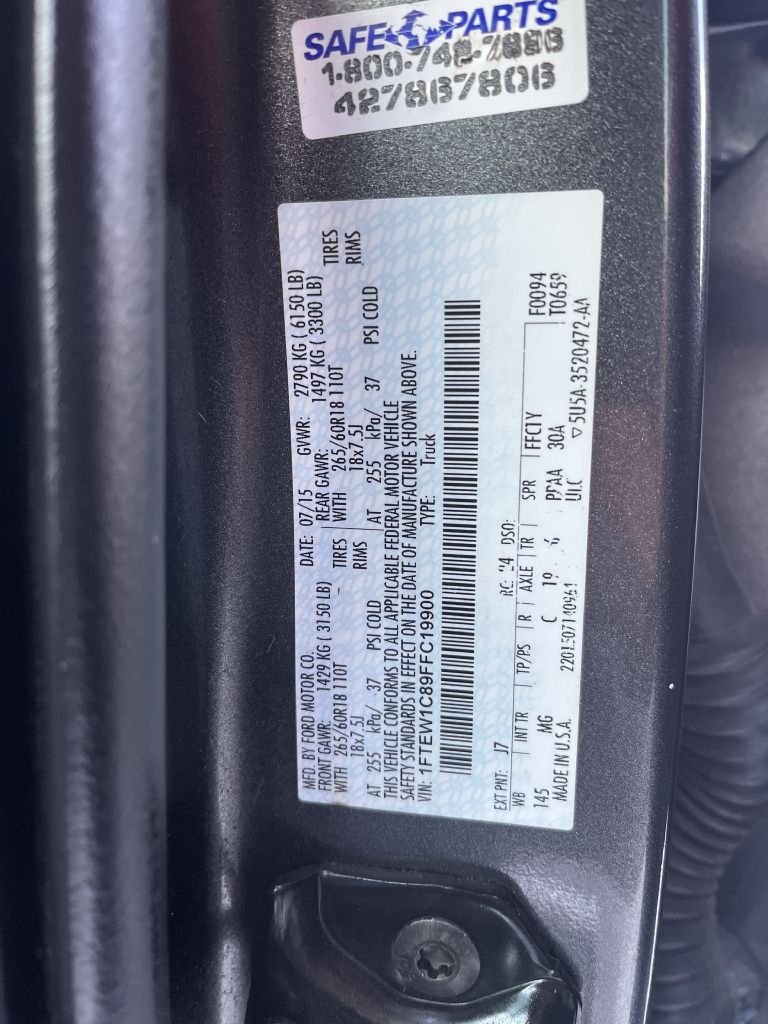 SAFE PARTS
1-800-742-7886
427867806
MFD. BY FORD MOTOR CO.
DATE: 07/15 GVWR: 2790 KG ( 6150 LB)
FRONT GAWR: 1429 KG ( 3150 LB) REAR GAWR: 1497 KG ( 3300 LB)
WITH 265/60R18 110T TIRES WITH 265/60R18 110T TIRES
18x7.5J RIMS 18x7.5J RIMS
AT 255 kPa/ 37 PSI COLD AT 255 kPa/ 37 PSI COLD
THIS VEHICLE CONFORMS TO ALL APPLICABLE FEDERAL MOTOR VEHICLE
SAFETY STANDARDS IN EFFECT ON THE DATE OF MANUFACTURE SHOWN ABOVE.
VIN: 1FTEW1C89FFC19900 TYPE: Truck
EXT PNT: J7 DSO: F0094
WB INT TR TP/PS R AXLE TR SPR FFCIY T0659
145 MG C 19 PFAA 30A
MADE IN U.S.A. ▽5U5A-3520472-AA